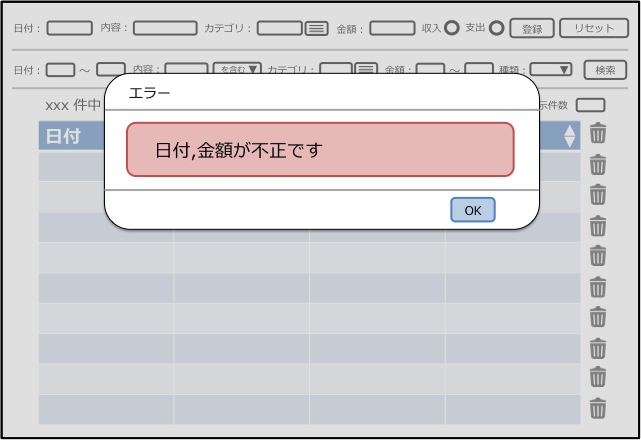 日付： 内容： カテゴリ： 金額： 収入 支出 登録 リセット
日付： ～ 内容： を含む▼ カテゴリ： 金額： ～ 種類： ▼ 検索
xxx 件中 示件数
日付
エラー
日付,金額が不正です
OK